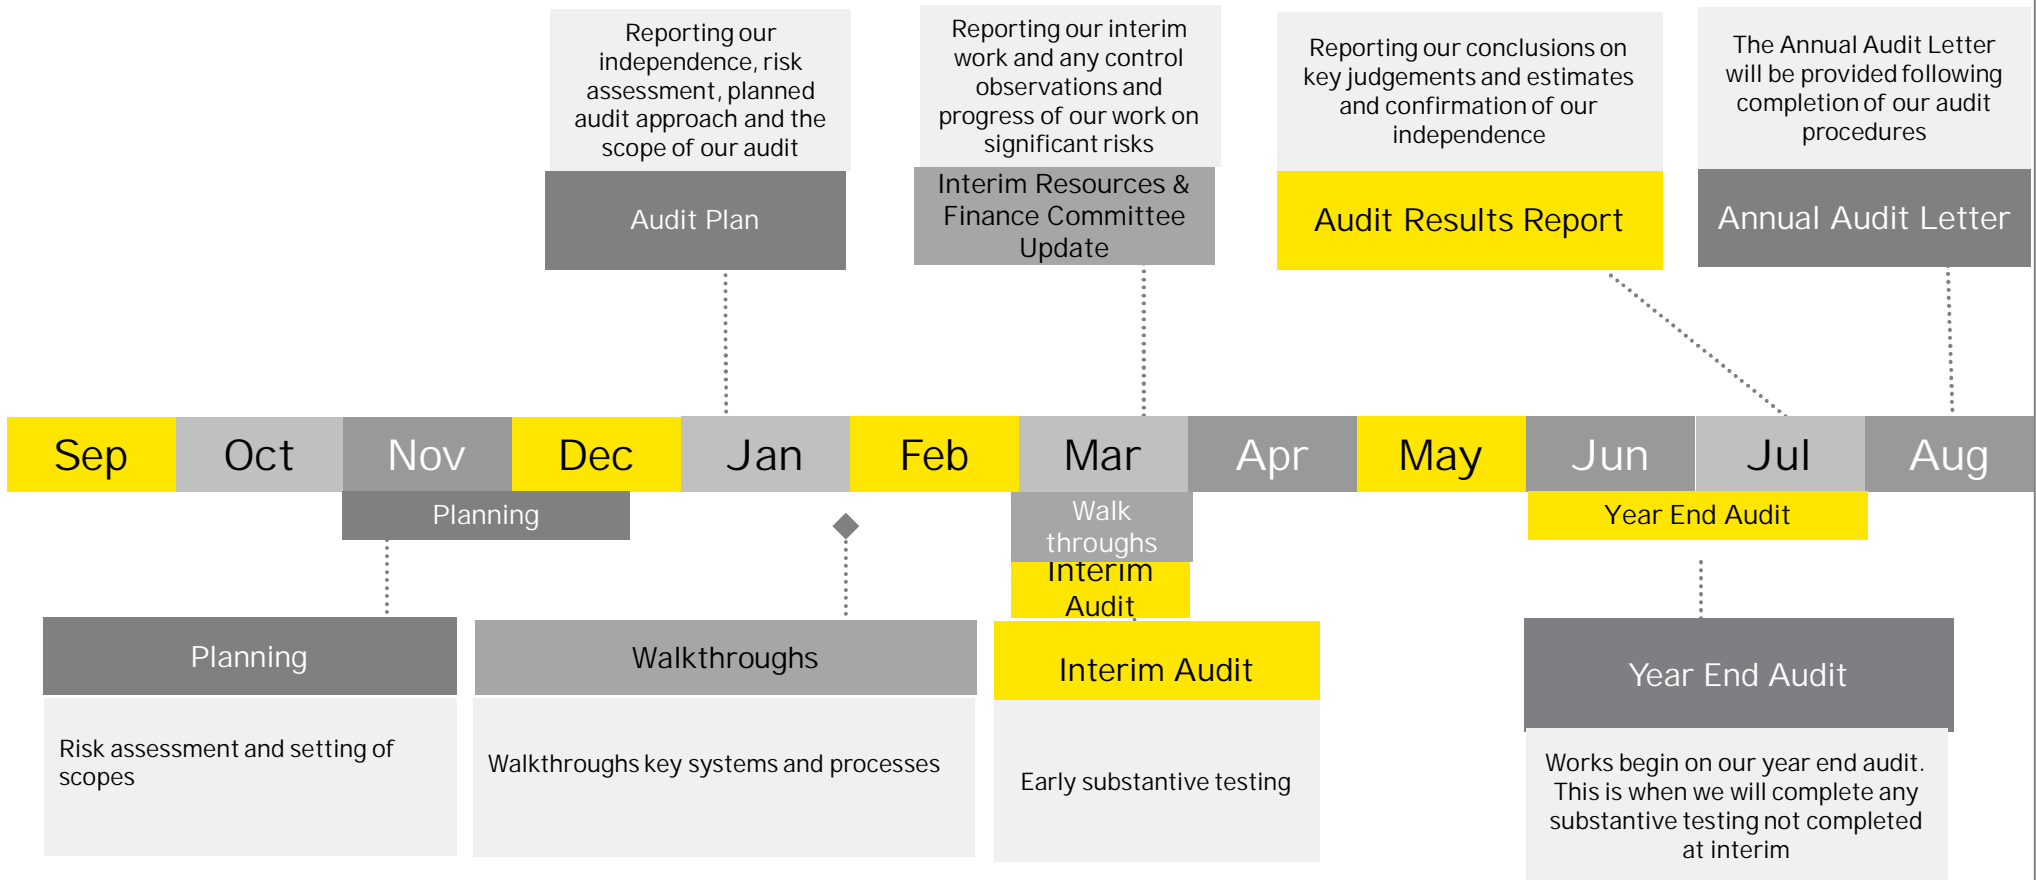 Reporting our
independence, risk
assessment, planned
audit approach and the
scope of our audit
Audit Plan
Reporting our interim
work and any control
observations and
progress of our work on
significant risks
Interim Resources &
Finance Committee
Update
Reporting our conclusions on
key judgements and estimates
and confirmation of our
independence
Audit Results Report
The Annual Audit Letter
will be provided following
completion of our audit
procedures
Annual Audit Letter
Sep Oct Nov Dec Jan Feb Mar Apr May Jun Jul Aug
Planning
Walk
throughs
Interim
Audit
Year End Audit
Planning
Risk assessment and setting of
scopes
Walkthroughs
Walkthroughs key systems and processes
Interim Audit
Early substantive testing
Year End Audit
Works begin on our year end audit.
This is when we will complete any
substantive testing not completed
at interim